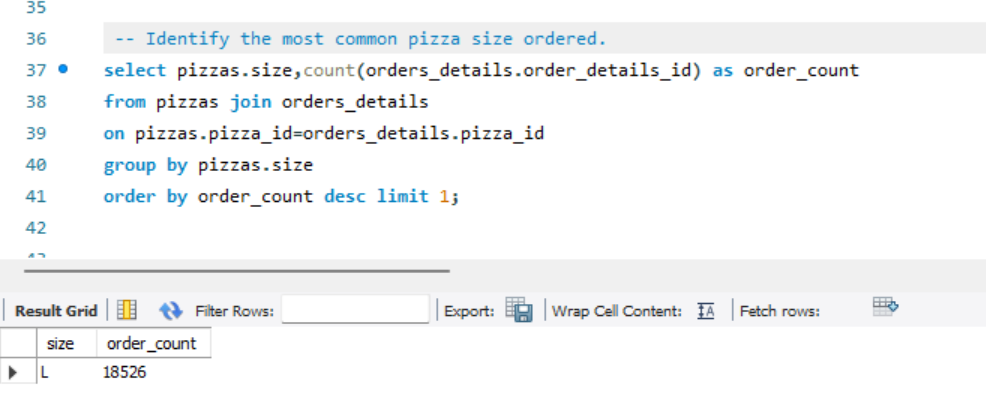 35
36 -- Identify the most common pizza size ordered.
37 select pizzas.size,count(orders_details.order_details_id) as order_count
38 from pizzas join orders_details
39 on pizzas.pizza_id=orders_details.pizza_id
40 group by pizzas.size
41 order by order_count desc limit 1;
42
Result Grid Filter Rows: Export: Wrap Cell Content: IA Fetch rows:
size order_count
L 18526